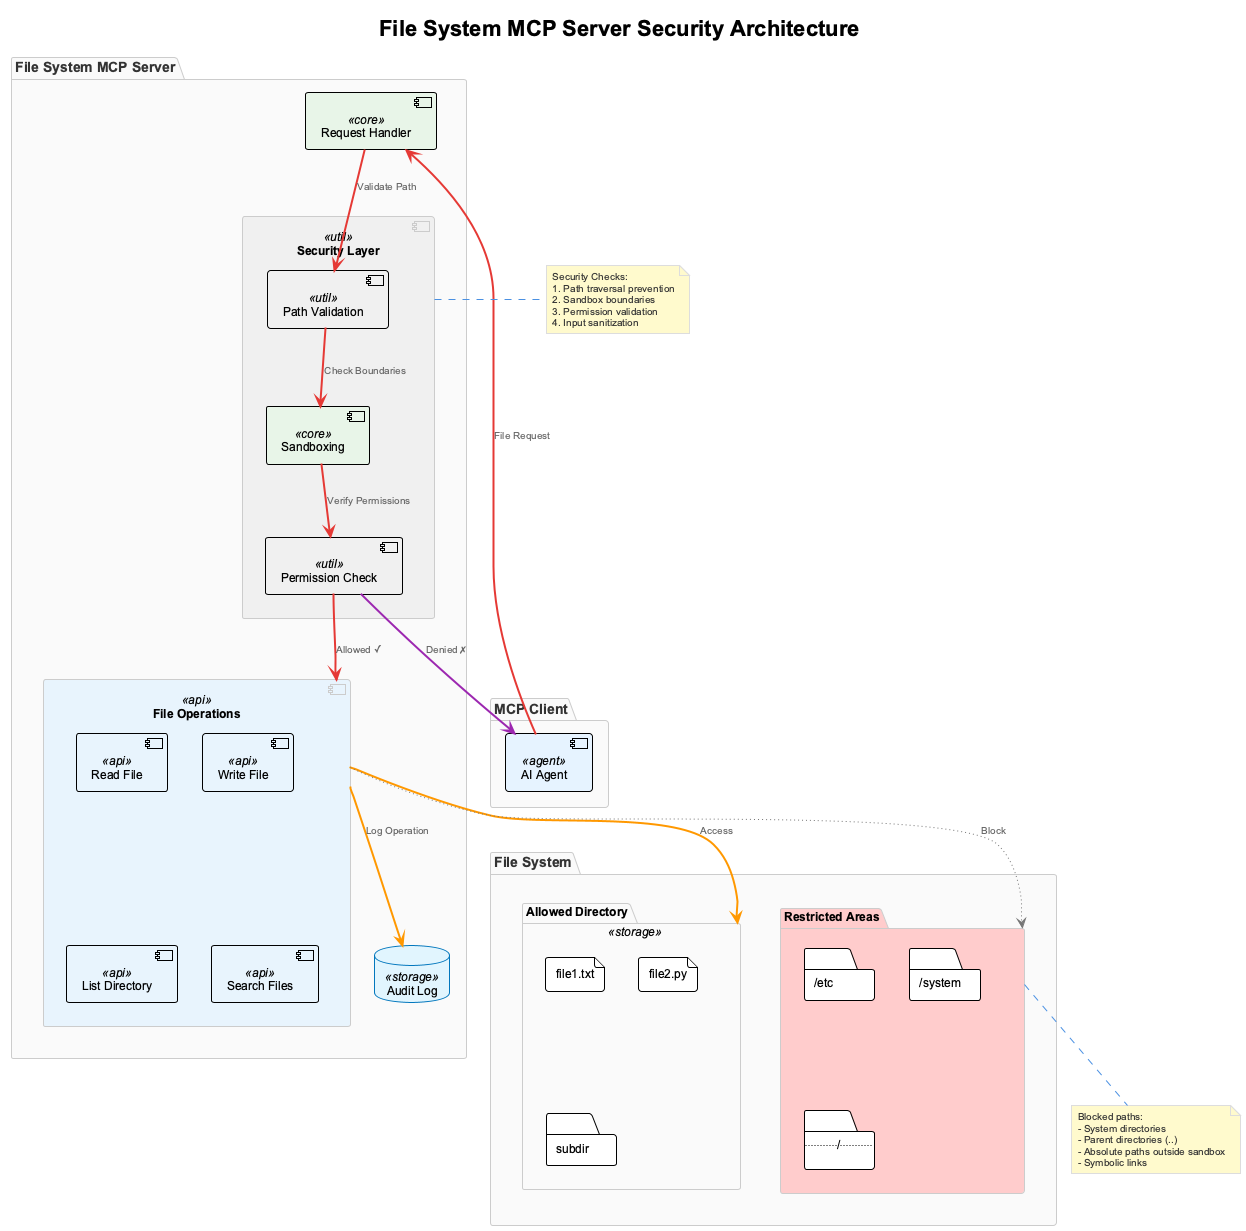 File System MCP Server Security Architecture
File System MCP Server
«core»
Request Handler
Validate Path
«util»
Security Layer
«util»
Path Validation
Security Checks:
1. Path traversal prevention
2. Sandbox boundaries
3. Permission validation
4. Input sanitization
Check Boundaries
«core»
Sandboxing
File Request
Verify Permissions
«util»
Permission Check
Allowed ✓
Denied ✗
«api»
File Operations
«api»
Read File
«api»
Write File
MCP Client
«agent»
AI Agent
Log Operation
Access
Block
File System
«api»
List Directory
«api»
Search Files
«storage»
Audit Log
Allowed Directory
«storage»
file1.txt
file2.py
subdir
Restricted Areas
/etc
/system
/
Blocked paths:
- System directories
- Parent directories (..)
- Absolute paths outside sandbox
- Symbolic links